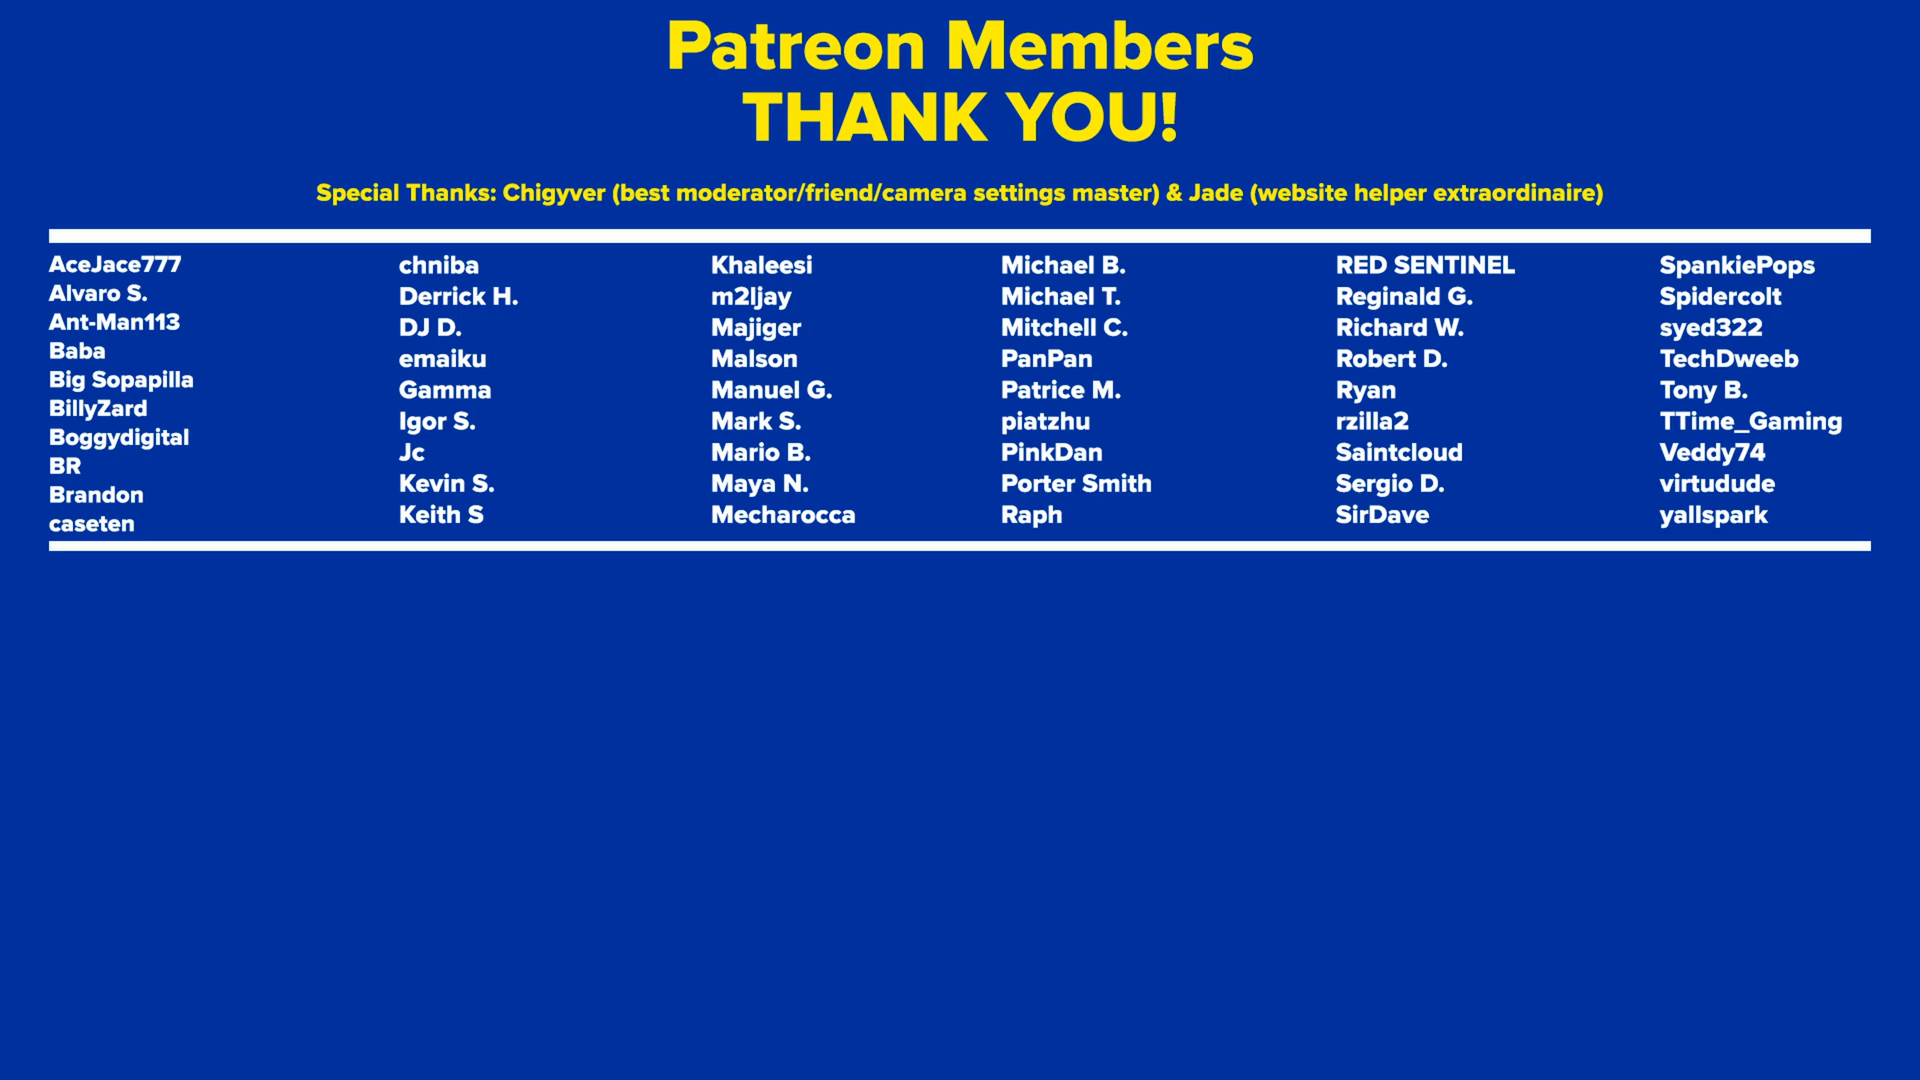 Patreon Members
THANK YOU!
Special Thanks: Chigyver (best moderator/friend/camera settings master) & Jade (website helper extraordinaire)
AceJace777
Alvaro S.
Ant-Man113
Baba
Big Sopapilla
BillyZard
Boggydigital
BR
Brandon
caseten
chniba
Derrick H.
DJ D.
emaiku
Gamma
Igor S.
Jc
Kevin S.
Keith S
Khaleesi
m2ljay
Majiger
Malson
Manuel G.
Mark S.
Mario B.
Maya N.
Mecharocca
Michael B.
Michael T.
Mitchell C.
PanPan
Patrice M.
piatzhu
PinkDan
Porter Smith
Raph
RED SENTINEL
Reginald G.
Richard W.
Robert D.
Ryan
rzilla2
Saintcloud
Sergio D.
SirDave
SpankiePops
Spidercolt
syed322
TechDweeb
Tony B.
TTime_Gaming
Veddy74
virtudude
yallspark